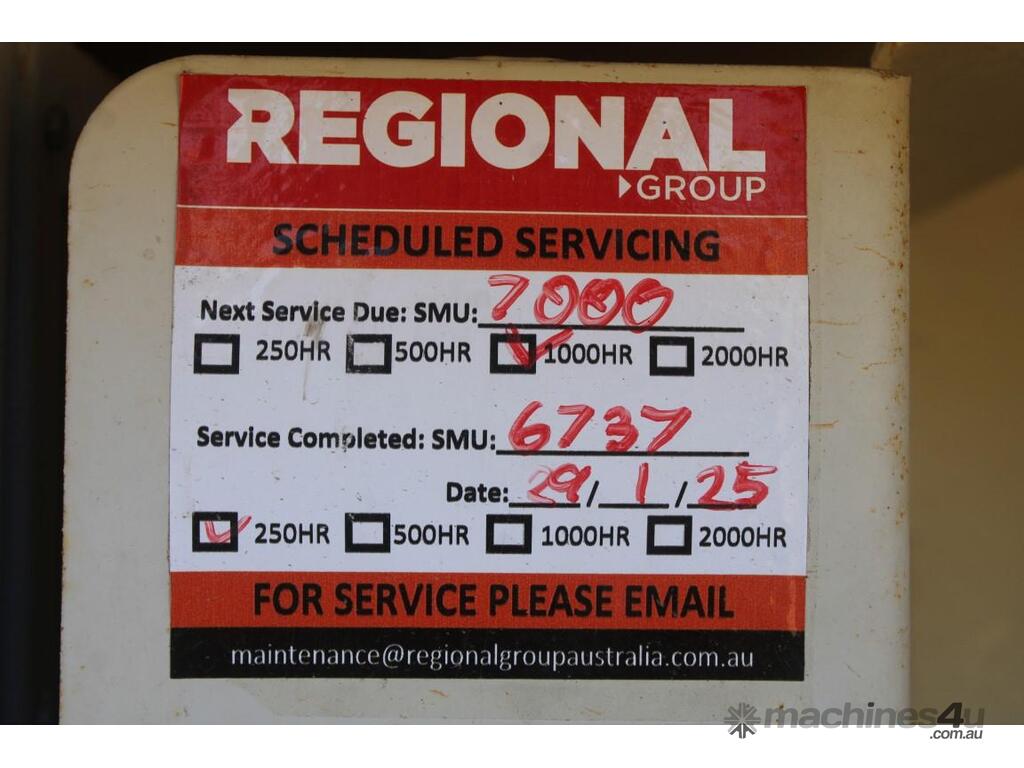 REGIONAL
GROUP
SCHEDULED SERVICING
Next Service Due: SMU: 7000
250HR 500HR 1000HR 2000HR
Service Completed: SMU: 6737
Date: 29/1/25
250HR 500HR 1000HR 2000HR
FOR SERVICE PLEASE EMAIL
maintenance@regionalgroupaustralia.com.au
machines4u
.com.au